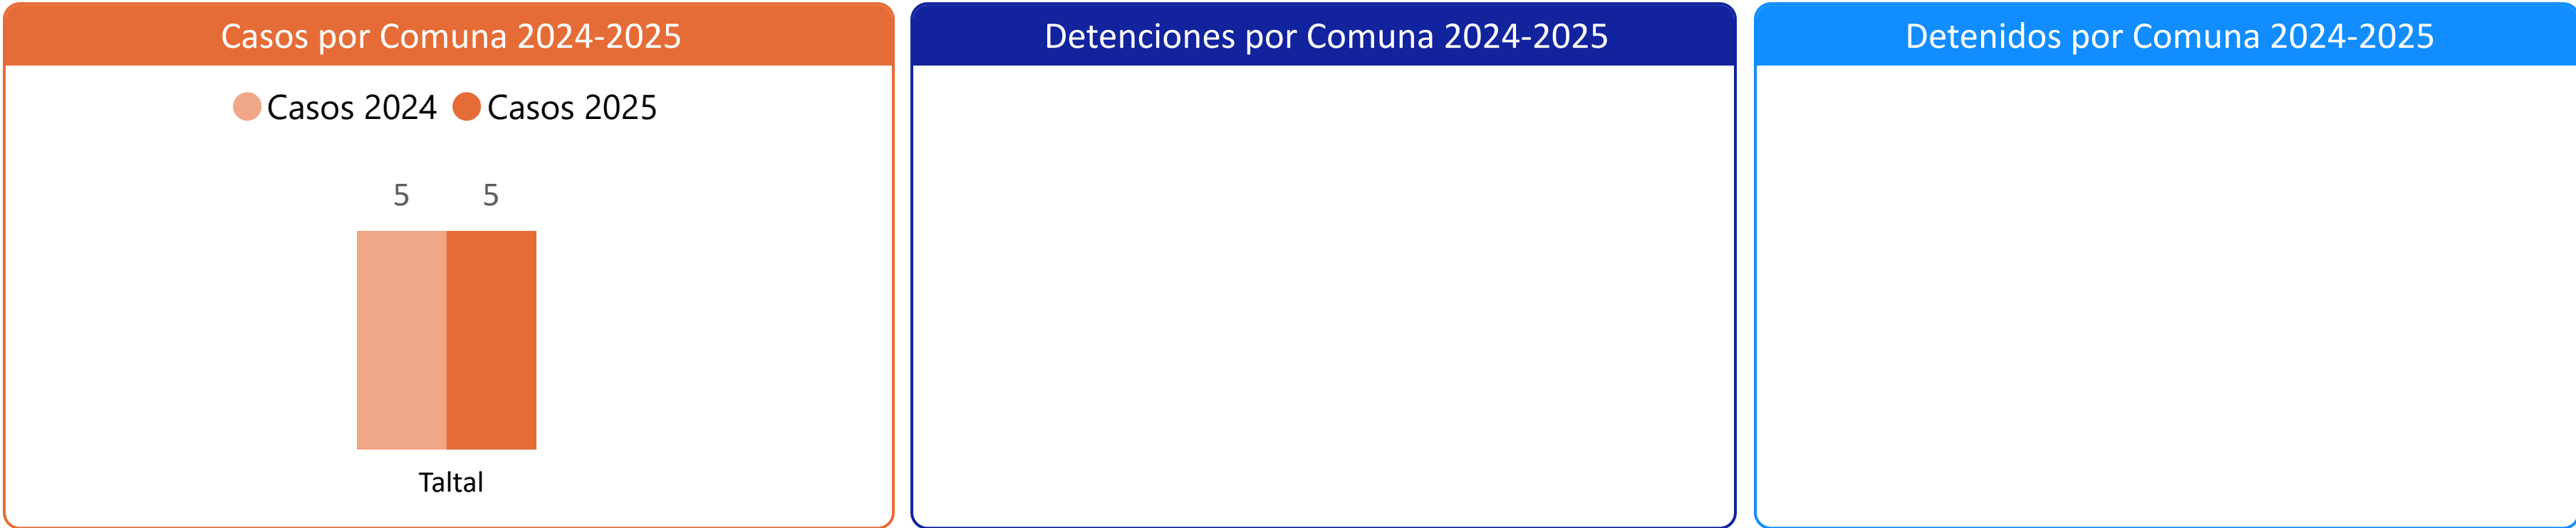 Casos por Comuna 2024-2025
Casos 2024 Casos 2025
5 5
Taltal
Detenciones por Comuna 2024-2025
Detenidos por Comuna 2024-2025